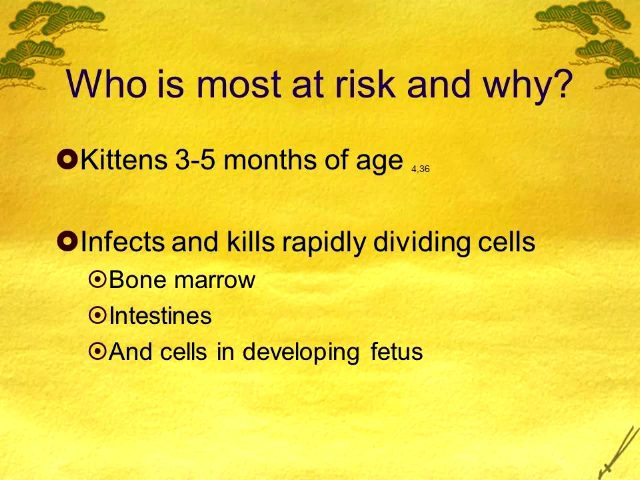 Who is most at risk and why?
Kittens 3-5 months of age 4,36
Infects and kills rapidly dividing cells
Bone marrow
Intestines
And cells in developing fetus